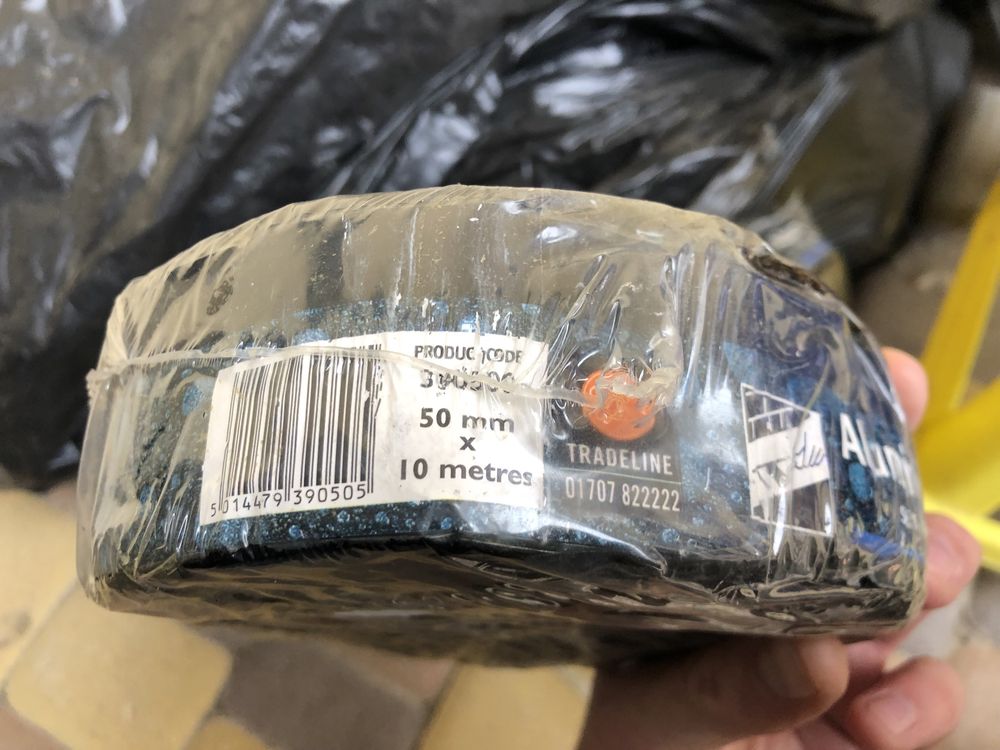 PRODUCT CODE
50 mm
x
10 metres
5 014479 390505
TRADELINE
01707 822222